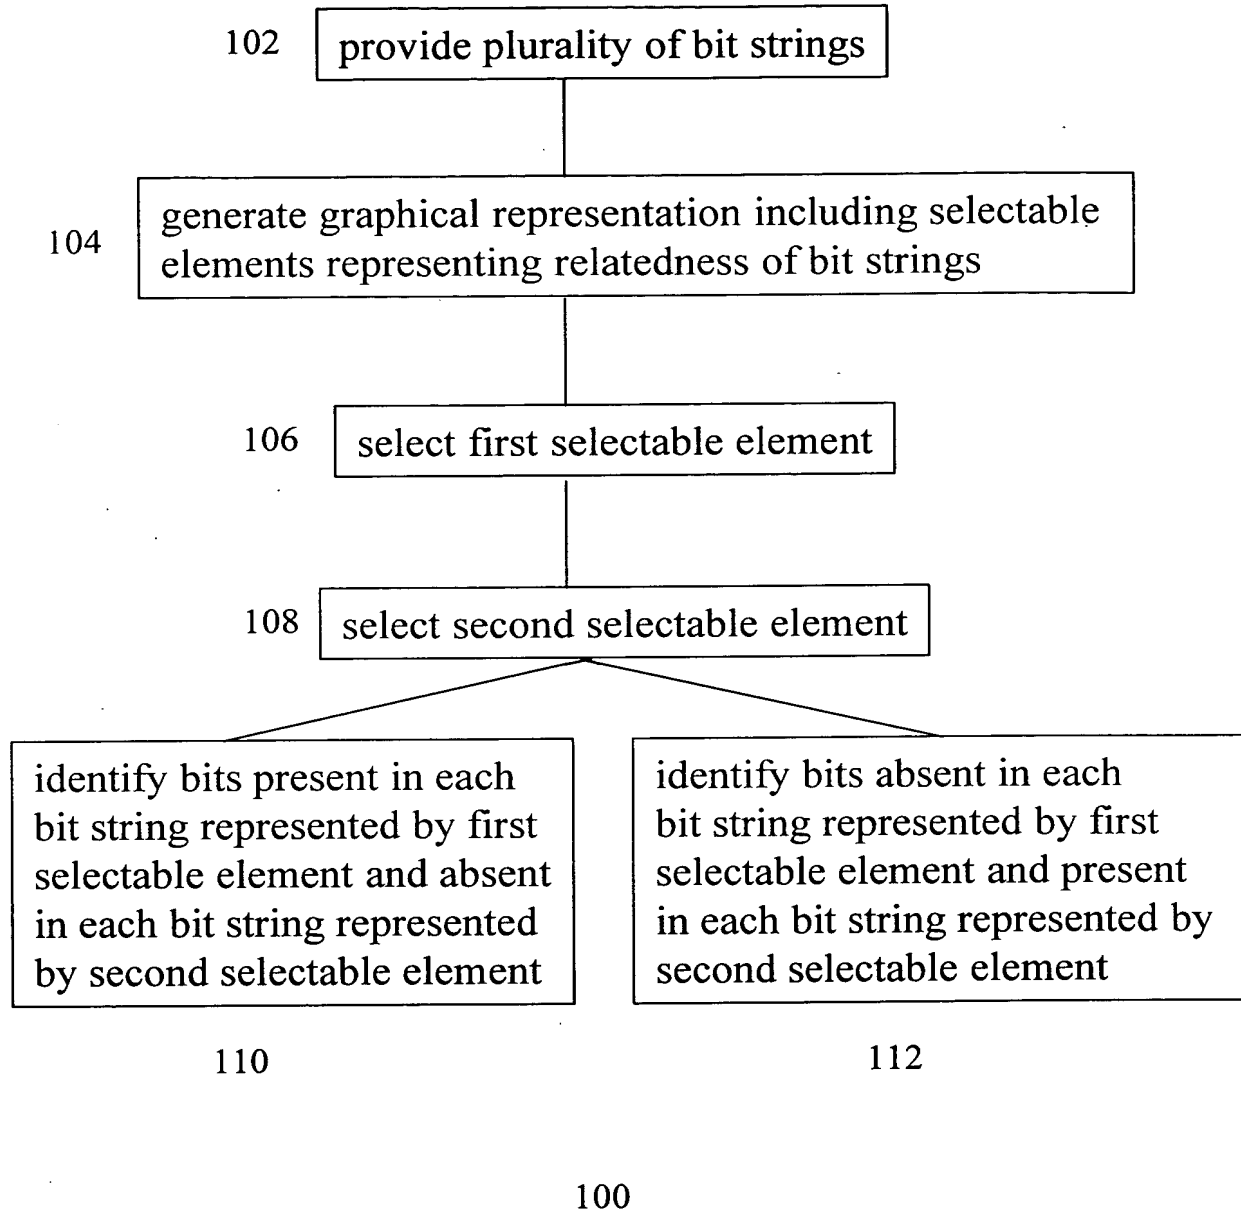 102
provide plurality of bit strings
104
generate graphical representation including selectable
elements representing relatedness of bit strings
106
select first selectable element
108
select second selectable element
identify bits present in each
bit string represented by first
selectable element and absent
in each bit string represented
by second selectable element
110
identify bits absent in each
bit string represented by first
selectable element and present
in each bit string represented by
second selectable element
112
100